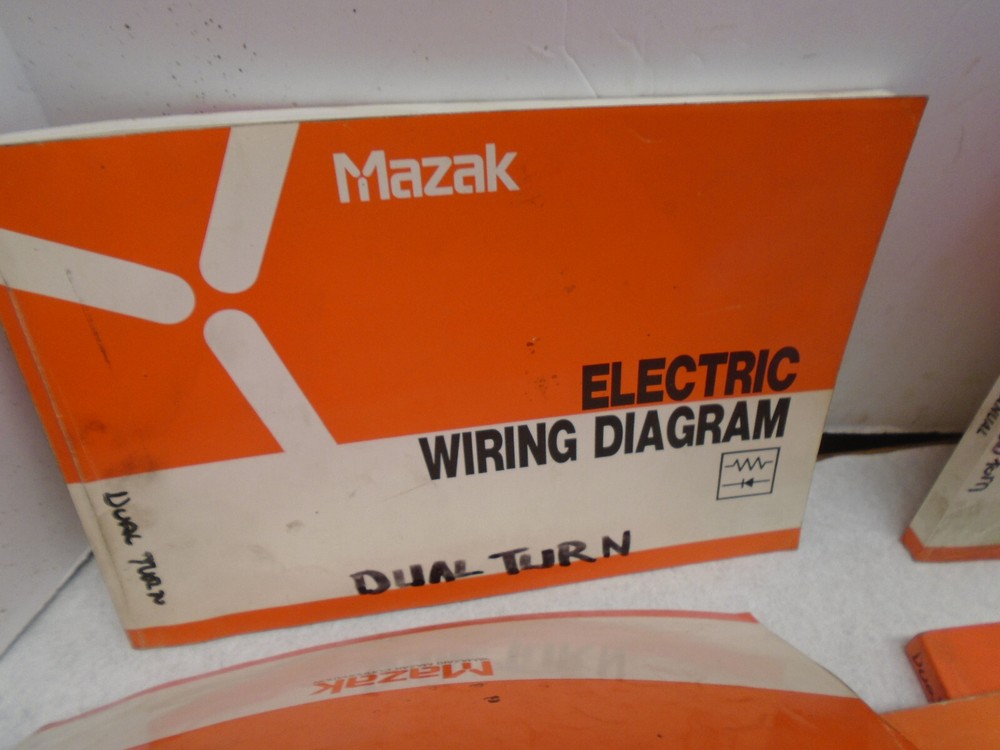 Mazak
ELECTRIC
WIRING DIAGRAM
DUAL TURN
DUAL TURN
Mazak